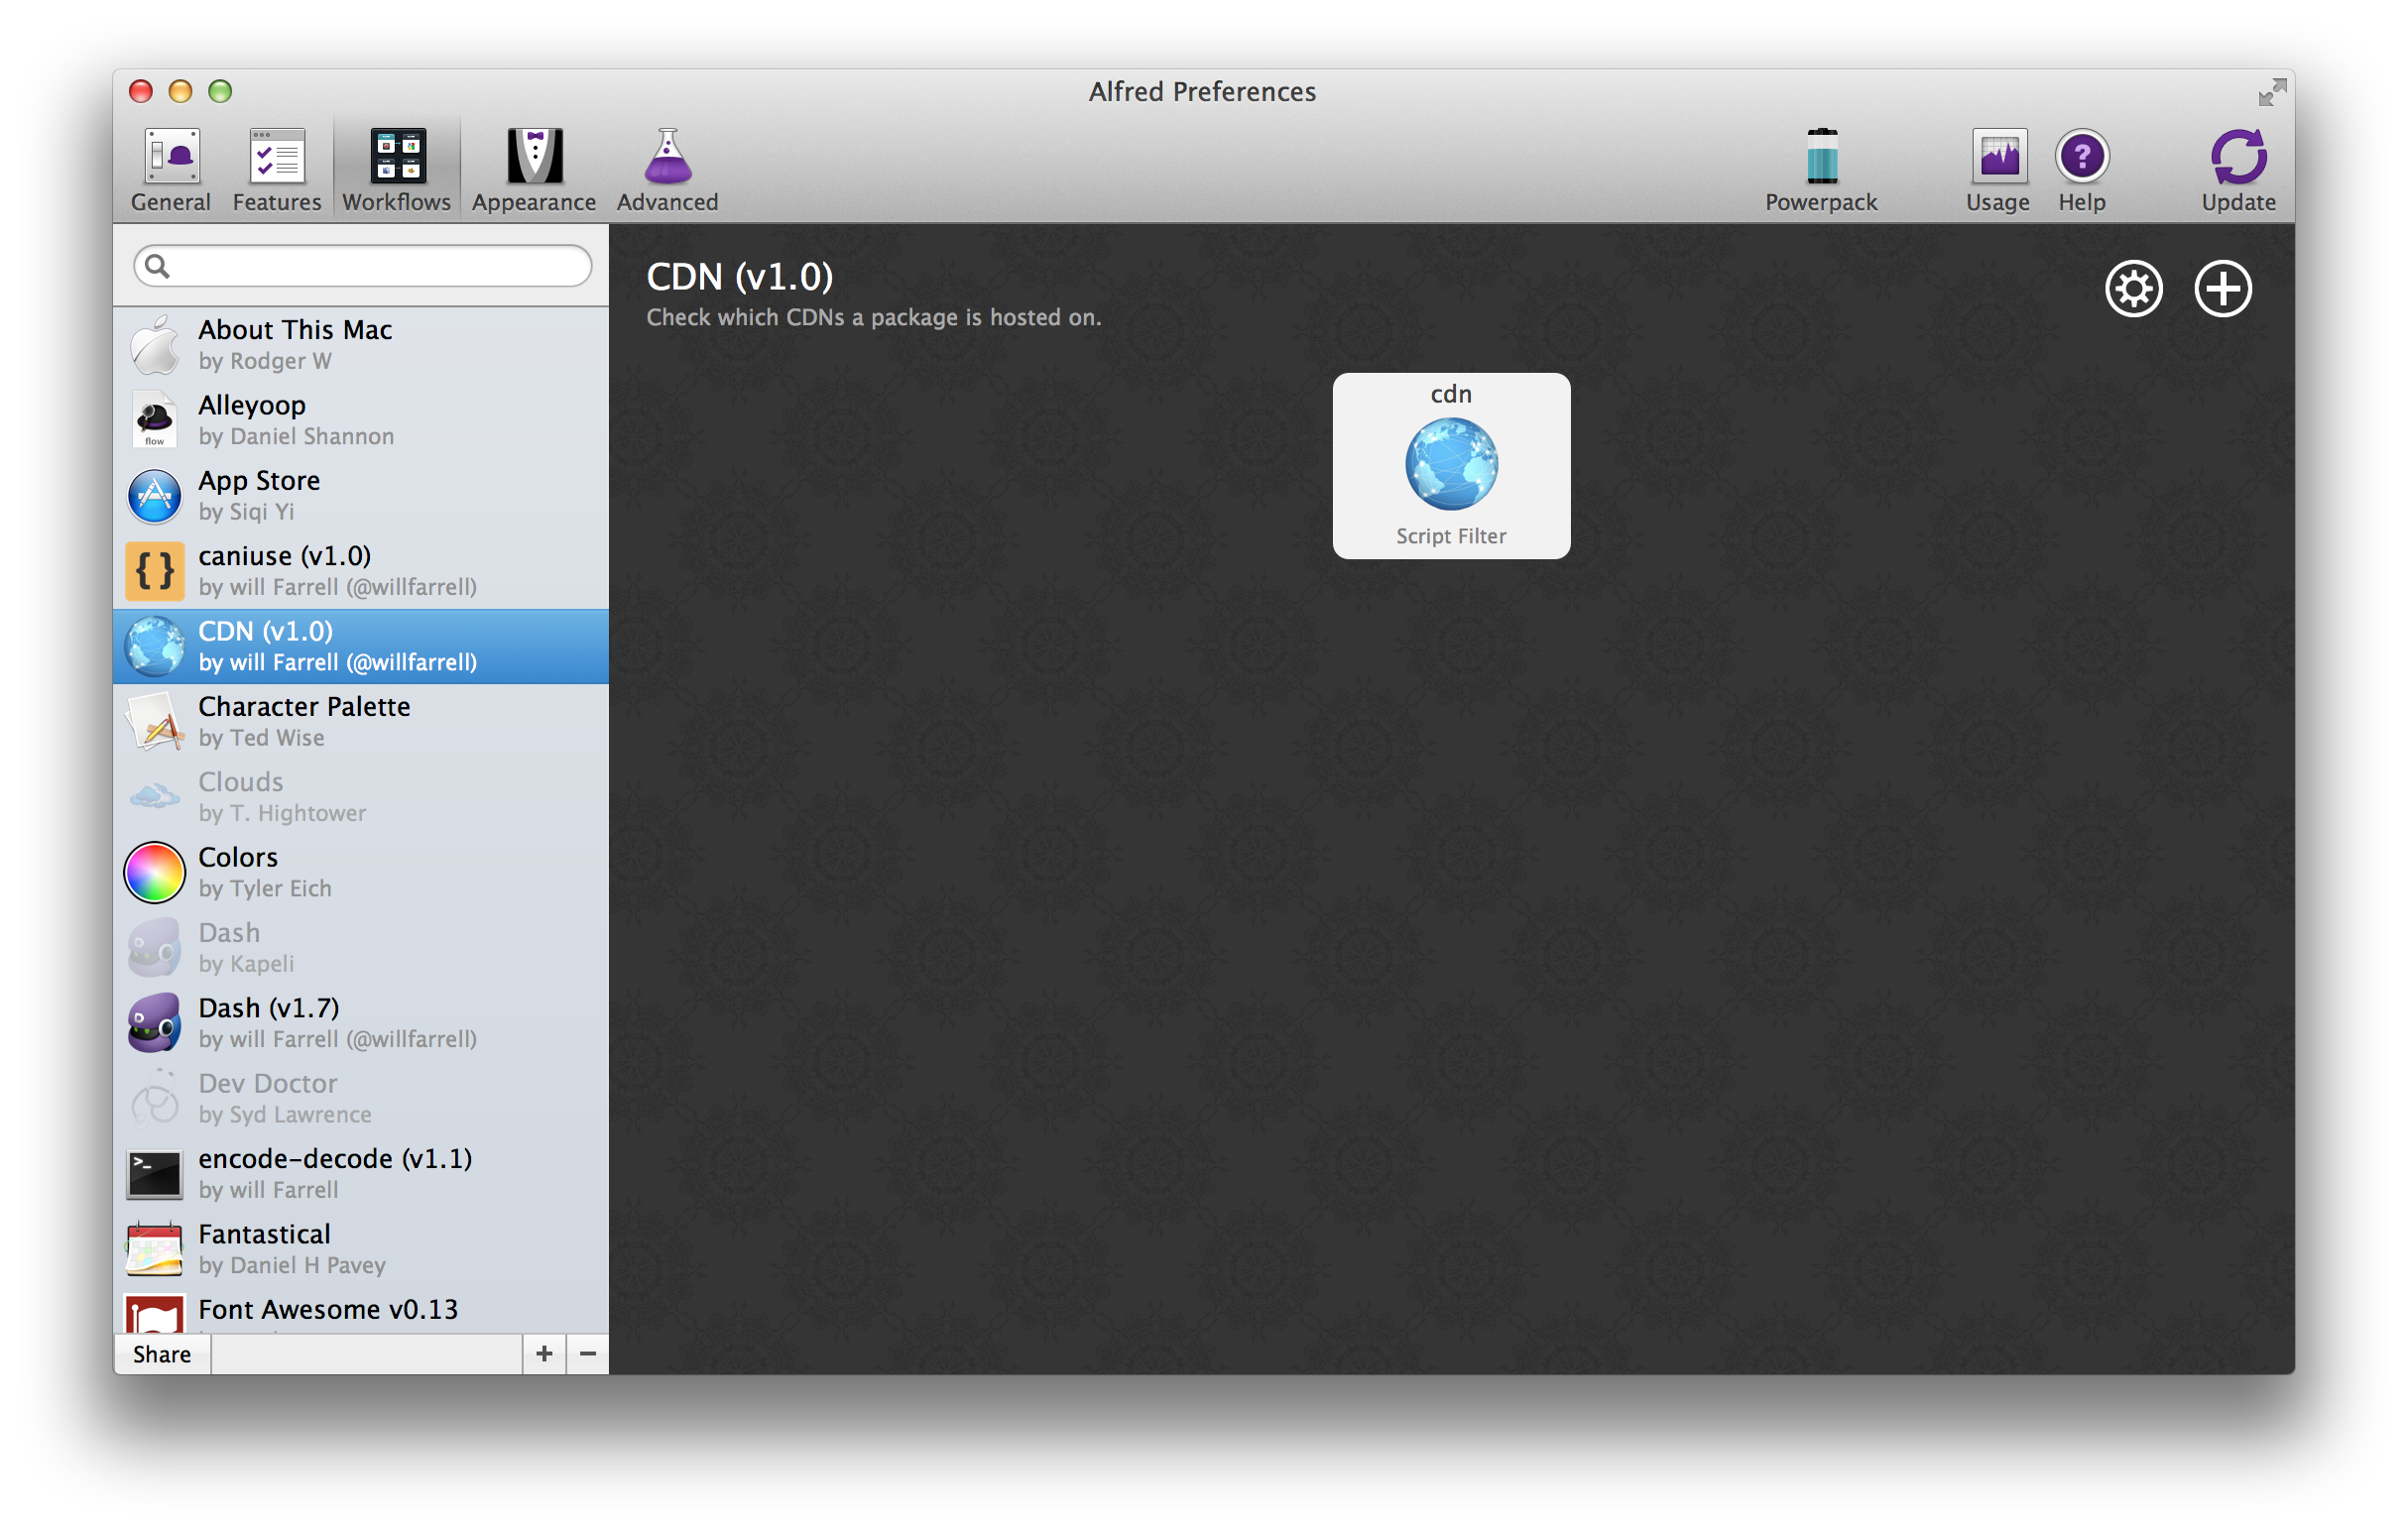 Alfred Preferences
General
Features
Workflows
Appearance
Advanced
Powerpack
Usage
?
Help
Update
CDN (v1.0)
Check which CDNs a package is hosted on.
cdn
Script Filter
About This Mac
by Rodger W
flow
Alleyoop
by Daniel Shannon
App Store
by Siqi Yi
{ }
caniuse (v1.0)
by will Farrell (@willfarrell)
CDN (v1.0)
by will Farrell (@willfarrell)
Character Palette
by Ted Wise
Clouds
by T. Hightower
Colors
by Tyler Eich
Dash
by Kapeli
Dash (v1.7)
by will Farrell (@willfarrell)
Dev Doctor
by Syd Lawrence
>_
encode-decode (v1.1)
by will Farrell
Fantastical
by Daniel H Pavey
Font Awesome v0.13
Share
+
−